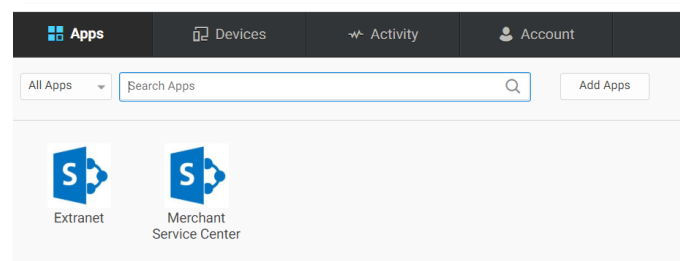 Apps Devices Activity Account
All Apps Search Apps Add Apps
S S
Extranet Merchant
Service Center